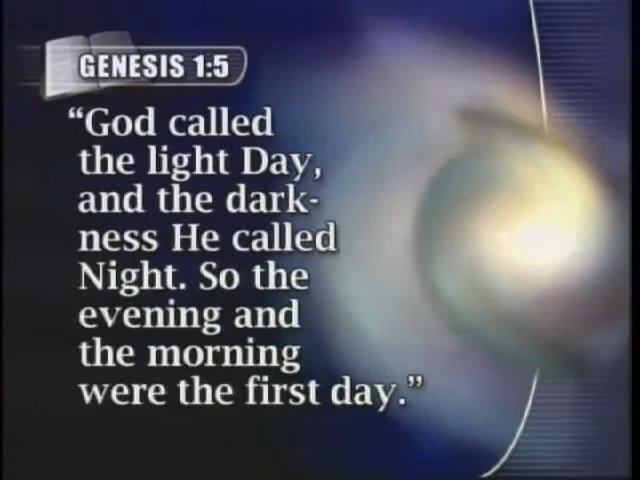 GENESIS 1:5
“God called
the light Day,
and the dark-
ness He called
Night. So the
evening and
the morning
were the first day.”